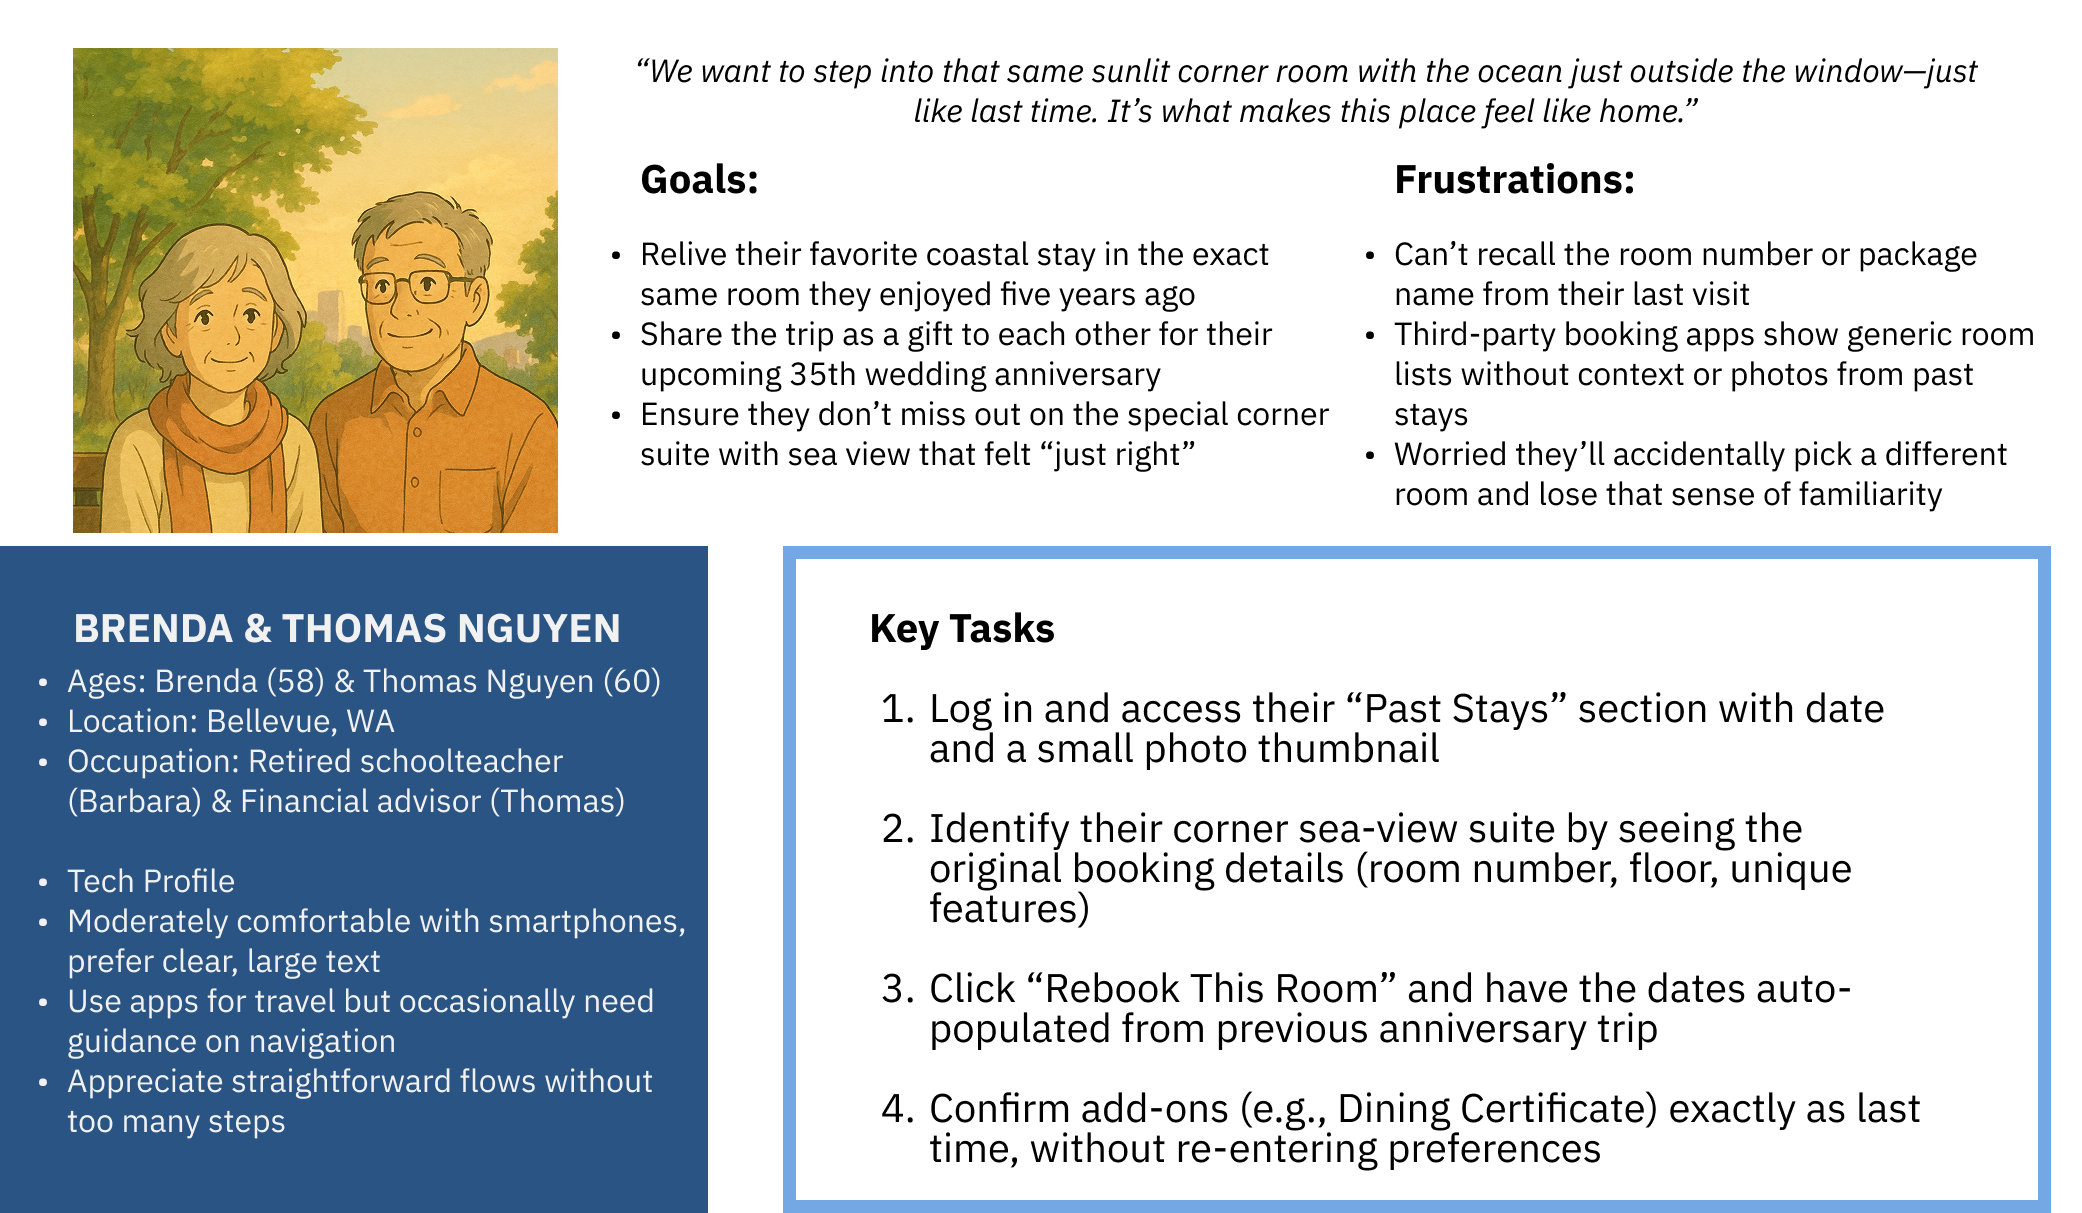 “We want to step into that same sunlit corner room with the ocean just outside the window—just
like last time. It’s what makes this place feel like home.”
Goals:
• Relive their favorite coastal stay in the exact
same room they enjoyed five years ago
• Share the trip as a gift to each other for their
upcoming 35th wedding anniversary
• Ensure they don’t miss out on the special corner
suite with sea view that felt “just right”
Frustrations:
• Can’t recall the room number or package
name from their last visit
• Third-party booking apps show generic room
lists without context or photos from past
stays
• Worried they’ll accidentally pick a different
room and lose that sense of familiarity
BRENDA & THOMAS NGUYEN
• Ages: Brenda (58) & Thomas Nguyen (60)
• Location: Bellevue, WA
• Occupation: Retired schoolteacher
(Barbara) & Financial advisor (Thomas)
• Tech Profile
• Moderately comfortable with smartphones,
prefer clear, large text
• Use apps for travel but occasionally need
guidance on navigation
• Appreciate straightforward flows without
too many steps
Key Tasks
1. Log in and access their “Past Stays” section with date
and a small photo thumbnail
2. Identify their corner sea-view suite by seeing the
original booking details (room number, floor, unique
features)
3. Click “Rebook This Room” and have the dates auto-
populated from previous anniversary trip
4. Confirm add-ons (e.g., Dining Certificate) exactly as last
time, without re-entering preferences